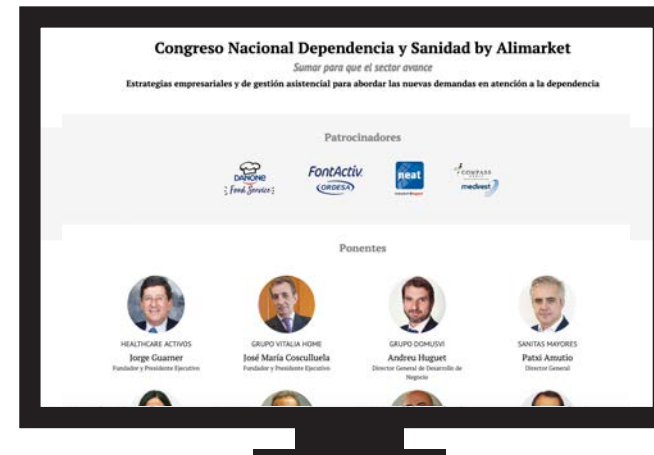 Congreso Nacional Dependencia y Sanidad by Alimarket
Sumar para que el sector avance
Estrategias empresariales y de gestión asistencial para abordar las nuevas demandas en atención a la dependencia
Patrocinadores
DANONE
Food Service
FontActiv
ORDESA
neat
COMPASS
medirest
Ponentes
HEALTHCARE ACTIVOS
Jorge Guarner
Fundador y Presidente Ejecutivo
GRUPO VITALIA HOME
José María Cosculluela
Fundador y Presidente Ejecutivo
GRUPO DOMUSVI
Andreu Huguet
Director General de Desarrollo de
Negocio
SANITAS MAYORES
Patxi Amutio
Director General